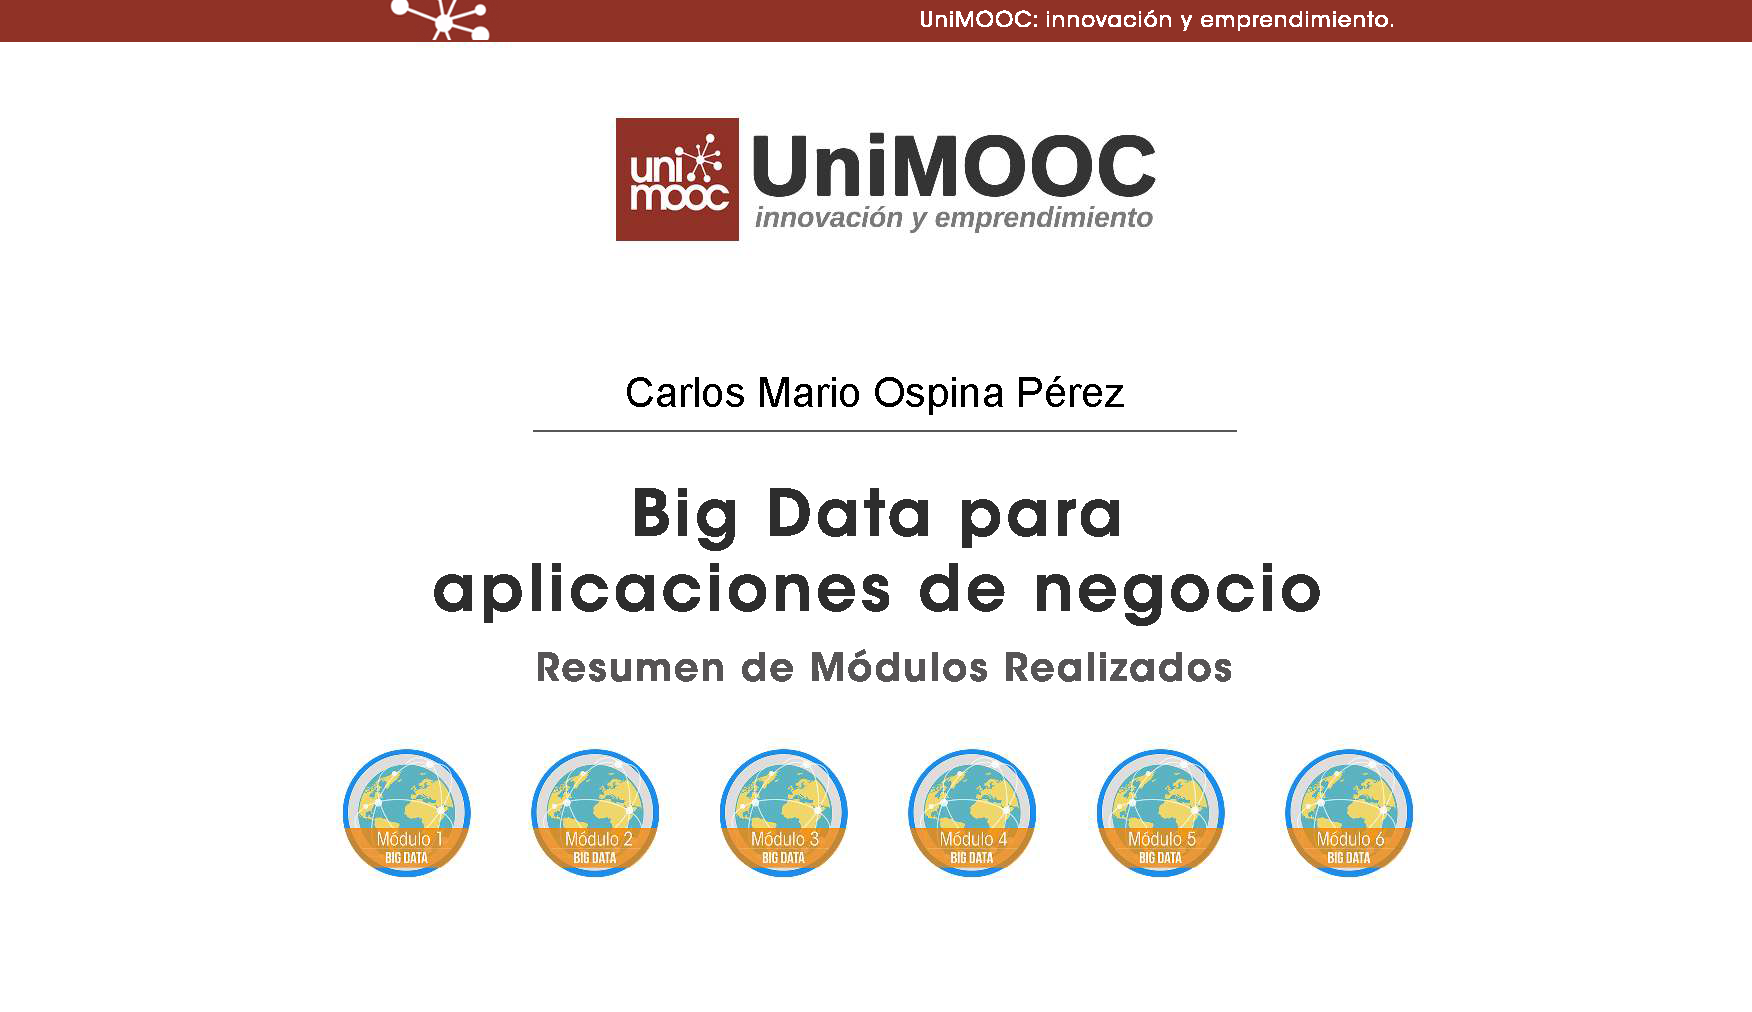 UniMOOC: innovación y emprendimiento.
uni
mooc
UniMOOC
innovación y emprendimiento
Carlos Mario Ospina Pérez
Big Data para
aplicaciones de negocio
Resumen de Módulos Realizados
Módulo 1
BIG DATA
Módulo 2
BIG DATA
Módulo 3
BIG DATA
Módulo 4
BIG DATA
Módulo 5
BIG DATA
Módulo 6
BIG DATA